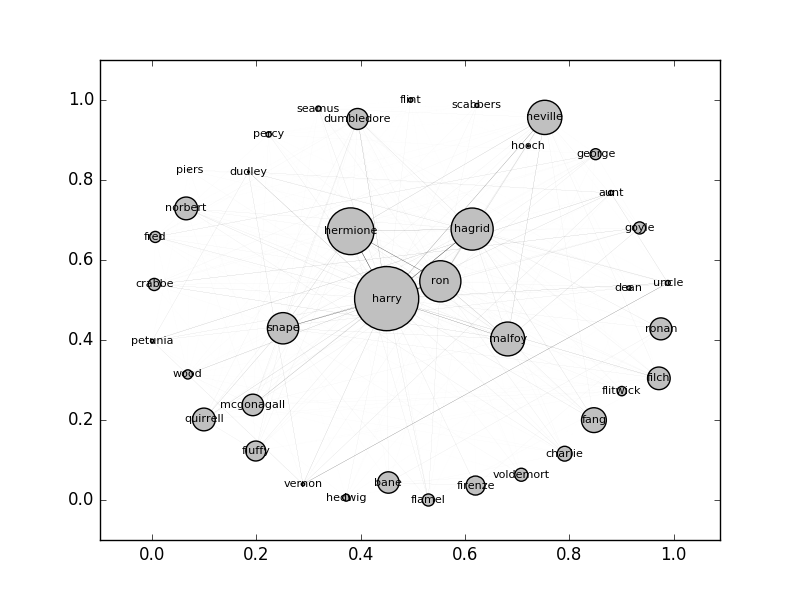 1.0
0.8
0.6
0.4
0.2
0.0
flint
seamus
scabbers
dumbledore
neville
percy
hooch
george
piers
dudley
aunt
norbert
fred
hermione
hagrid
goyle
crabbe
ron
dean
uncle
harry
snape
ronan
petunia
malfoy
wood
filch
flitwick
mcgonagall
quirrell
fang
fluffy
charlie
voldemort
vernon
bane
firenze
hedwig
flamel
0.0 0.2 0.4 0.6 0.8 1.0